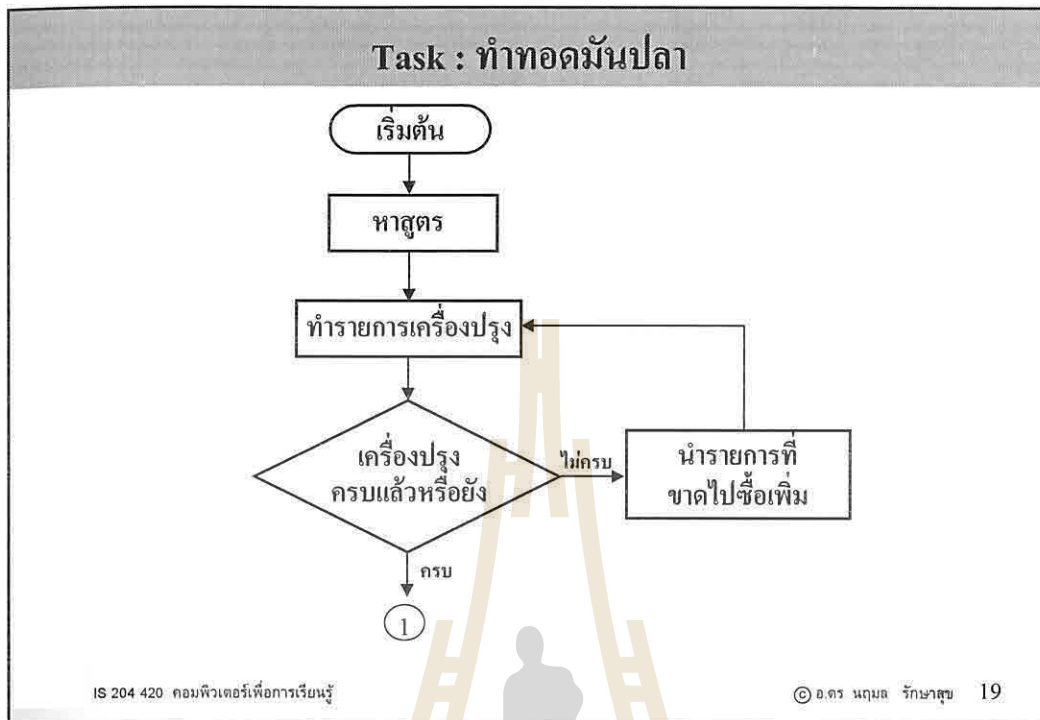 Task : ทำทอดมันปลา
เริ่มต้น
หาสูตร
ทำรายการเครื่องปรุง
เครื่องปรุง
ครบแล้วหรือยัง
ไม่ครบ
นำรายการที่
ขาดไปซื้อเพิ่ม
ครบ
1
IS 204 420 คอมพิวเตอร์เพื่อการเรียนรู้
© อ.ดร นฤมล รักษาสุข 19